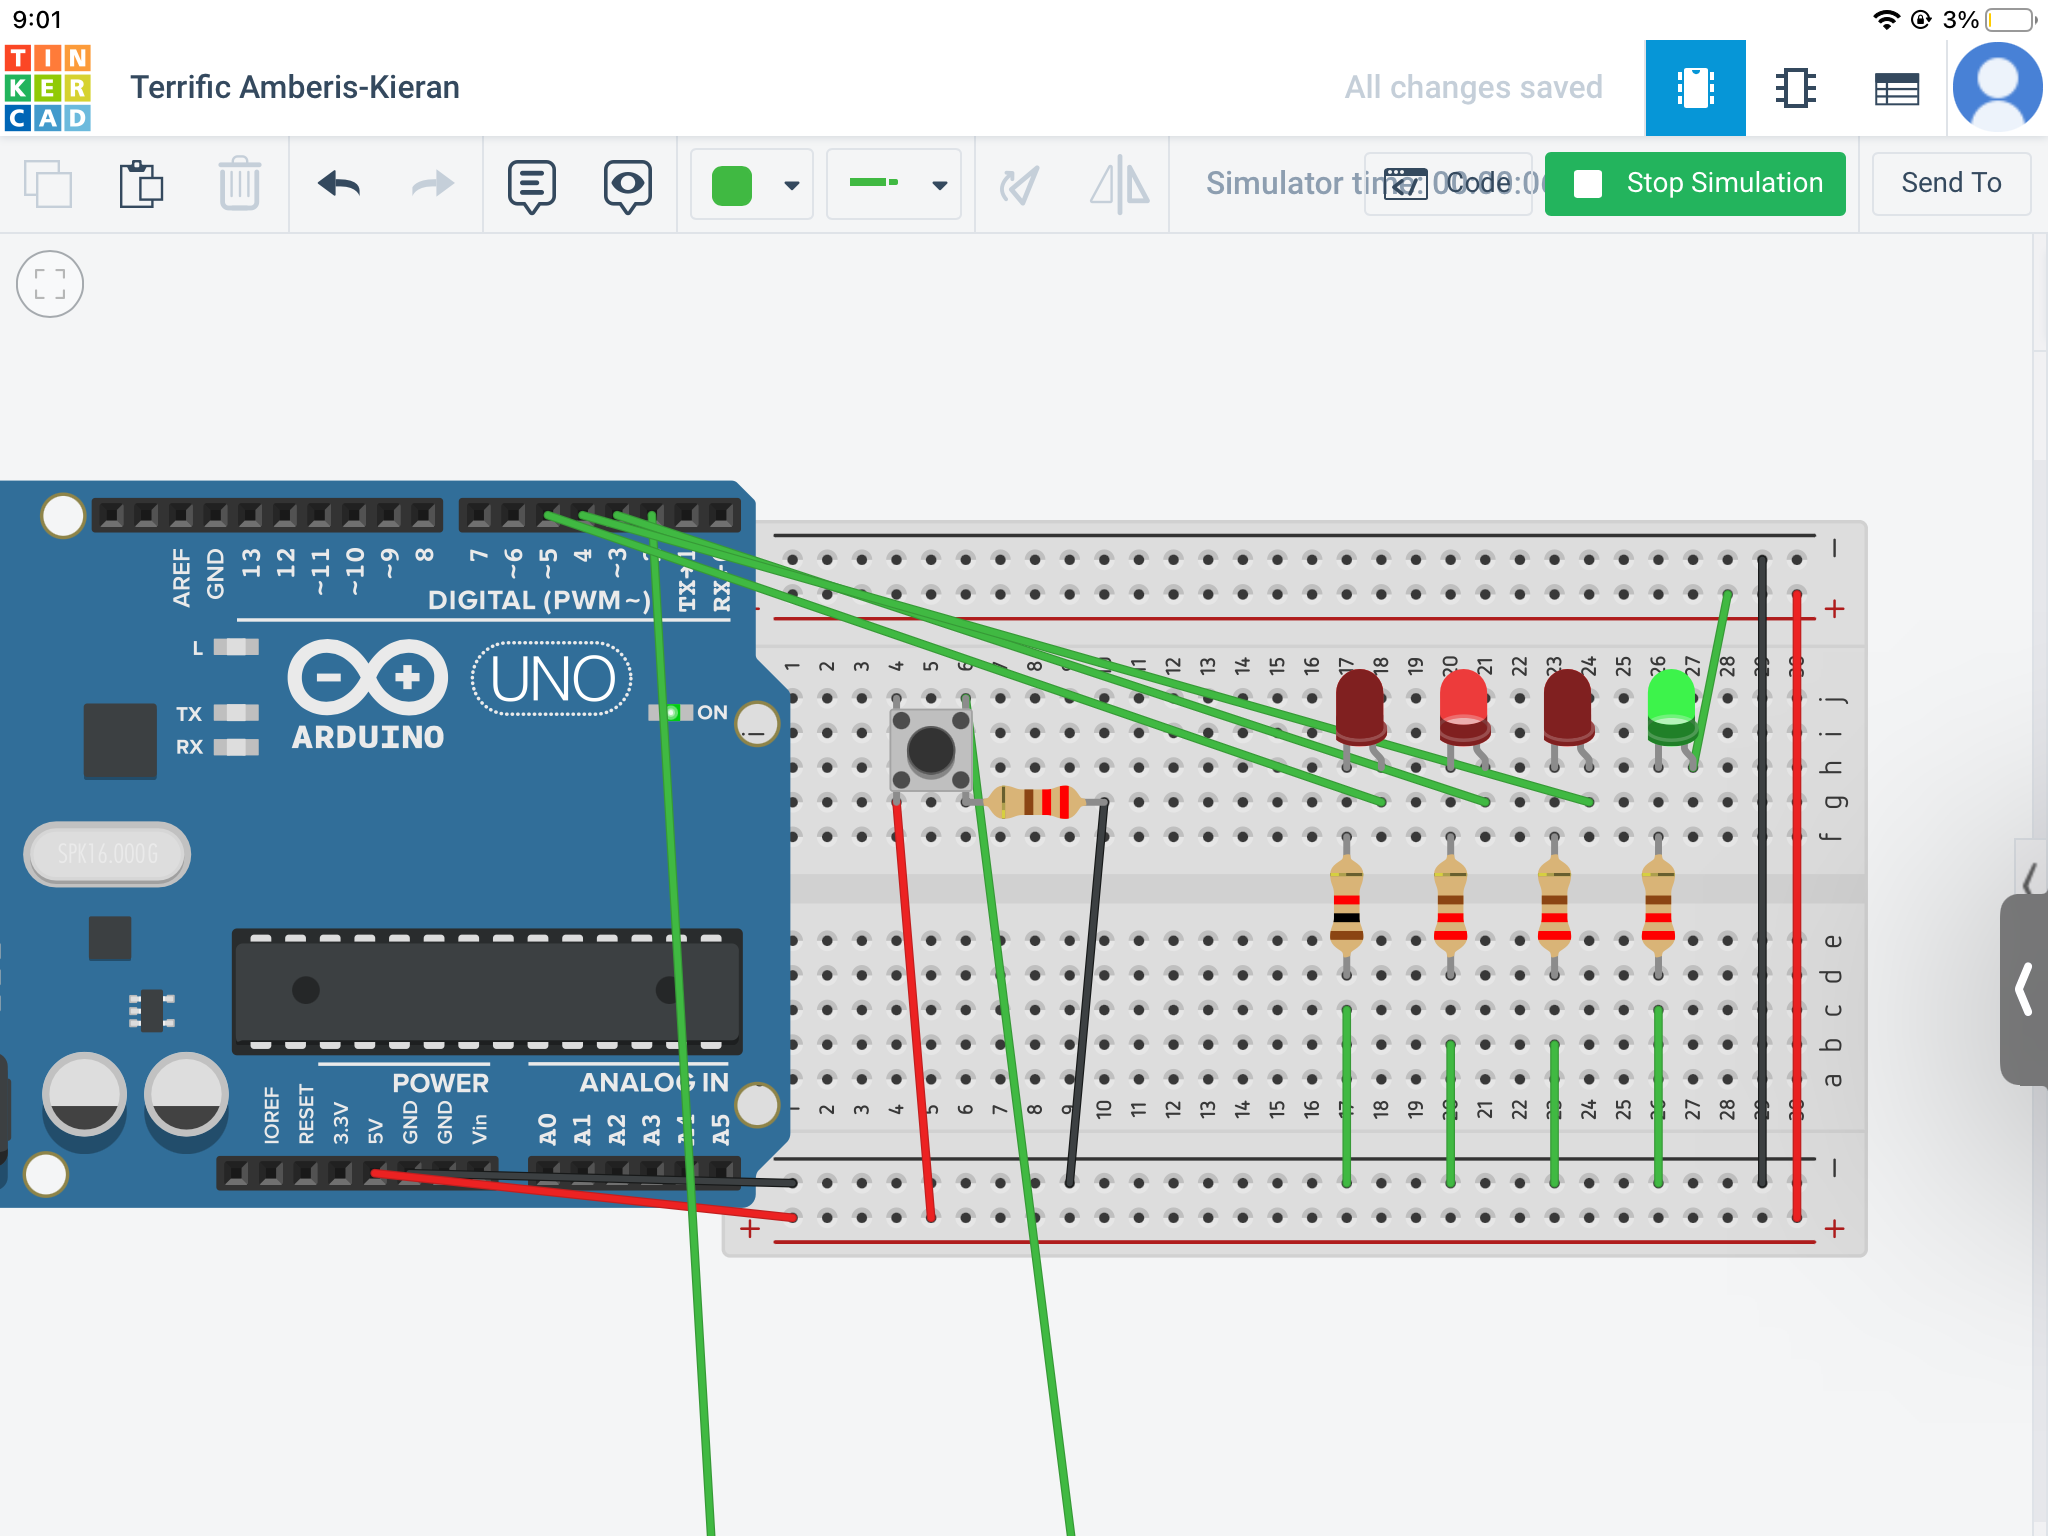 9:01
3%
TINKERCAD
Terrific Amberis-Kieran
All changes saved
Simulator time: 00:00:0
Code
Stop Simulation
Send To
AREF
GND
13
12
~11
~10
~9
8
7
~6
~5
4
~3
TX→1
DIGITAL (PWM~)
L
TX
RX
ARDUINO
UNO
ON
SPK16.000G
POWER
ANALOG IN
IOREF
RESET
3.3V
5V
GND
GND
Vin
A0
A1
A2
A3
A4
A5
1 2 3 4 5 6 7 8 9 10 11 12 13 14 15 16 17 18 19 20 21 22 23 24 25 26 27 28 29 30
j
i
h
g
f
e
d
c
b
a
1 2 3 4 5 6 7 8 9 10 11 12 13 14 15 16 17 18 19 20 21 22 23 24 25 26 27 28 29 30